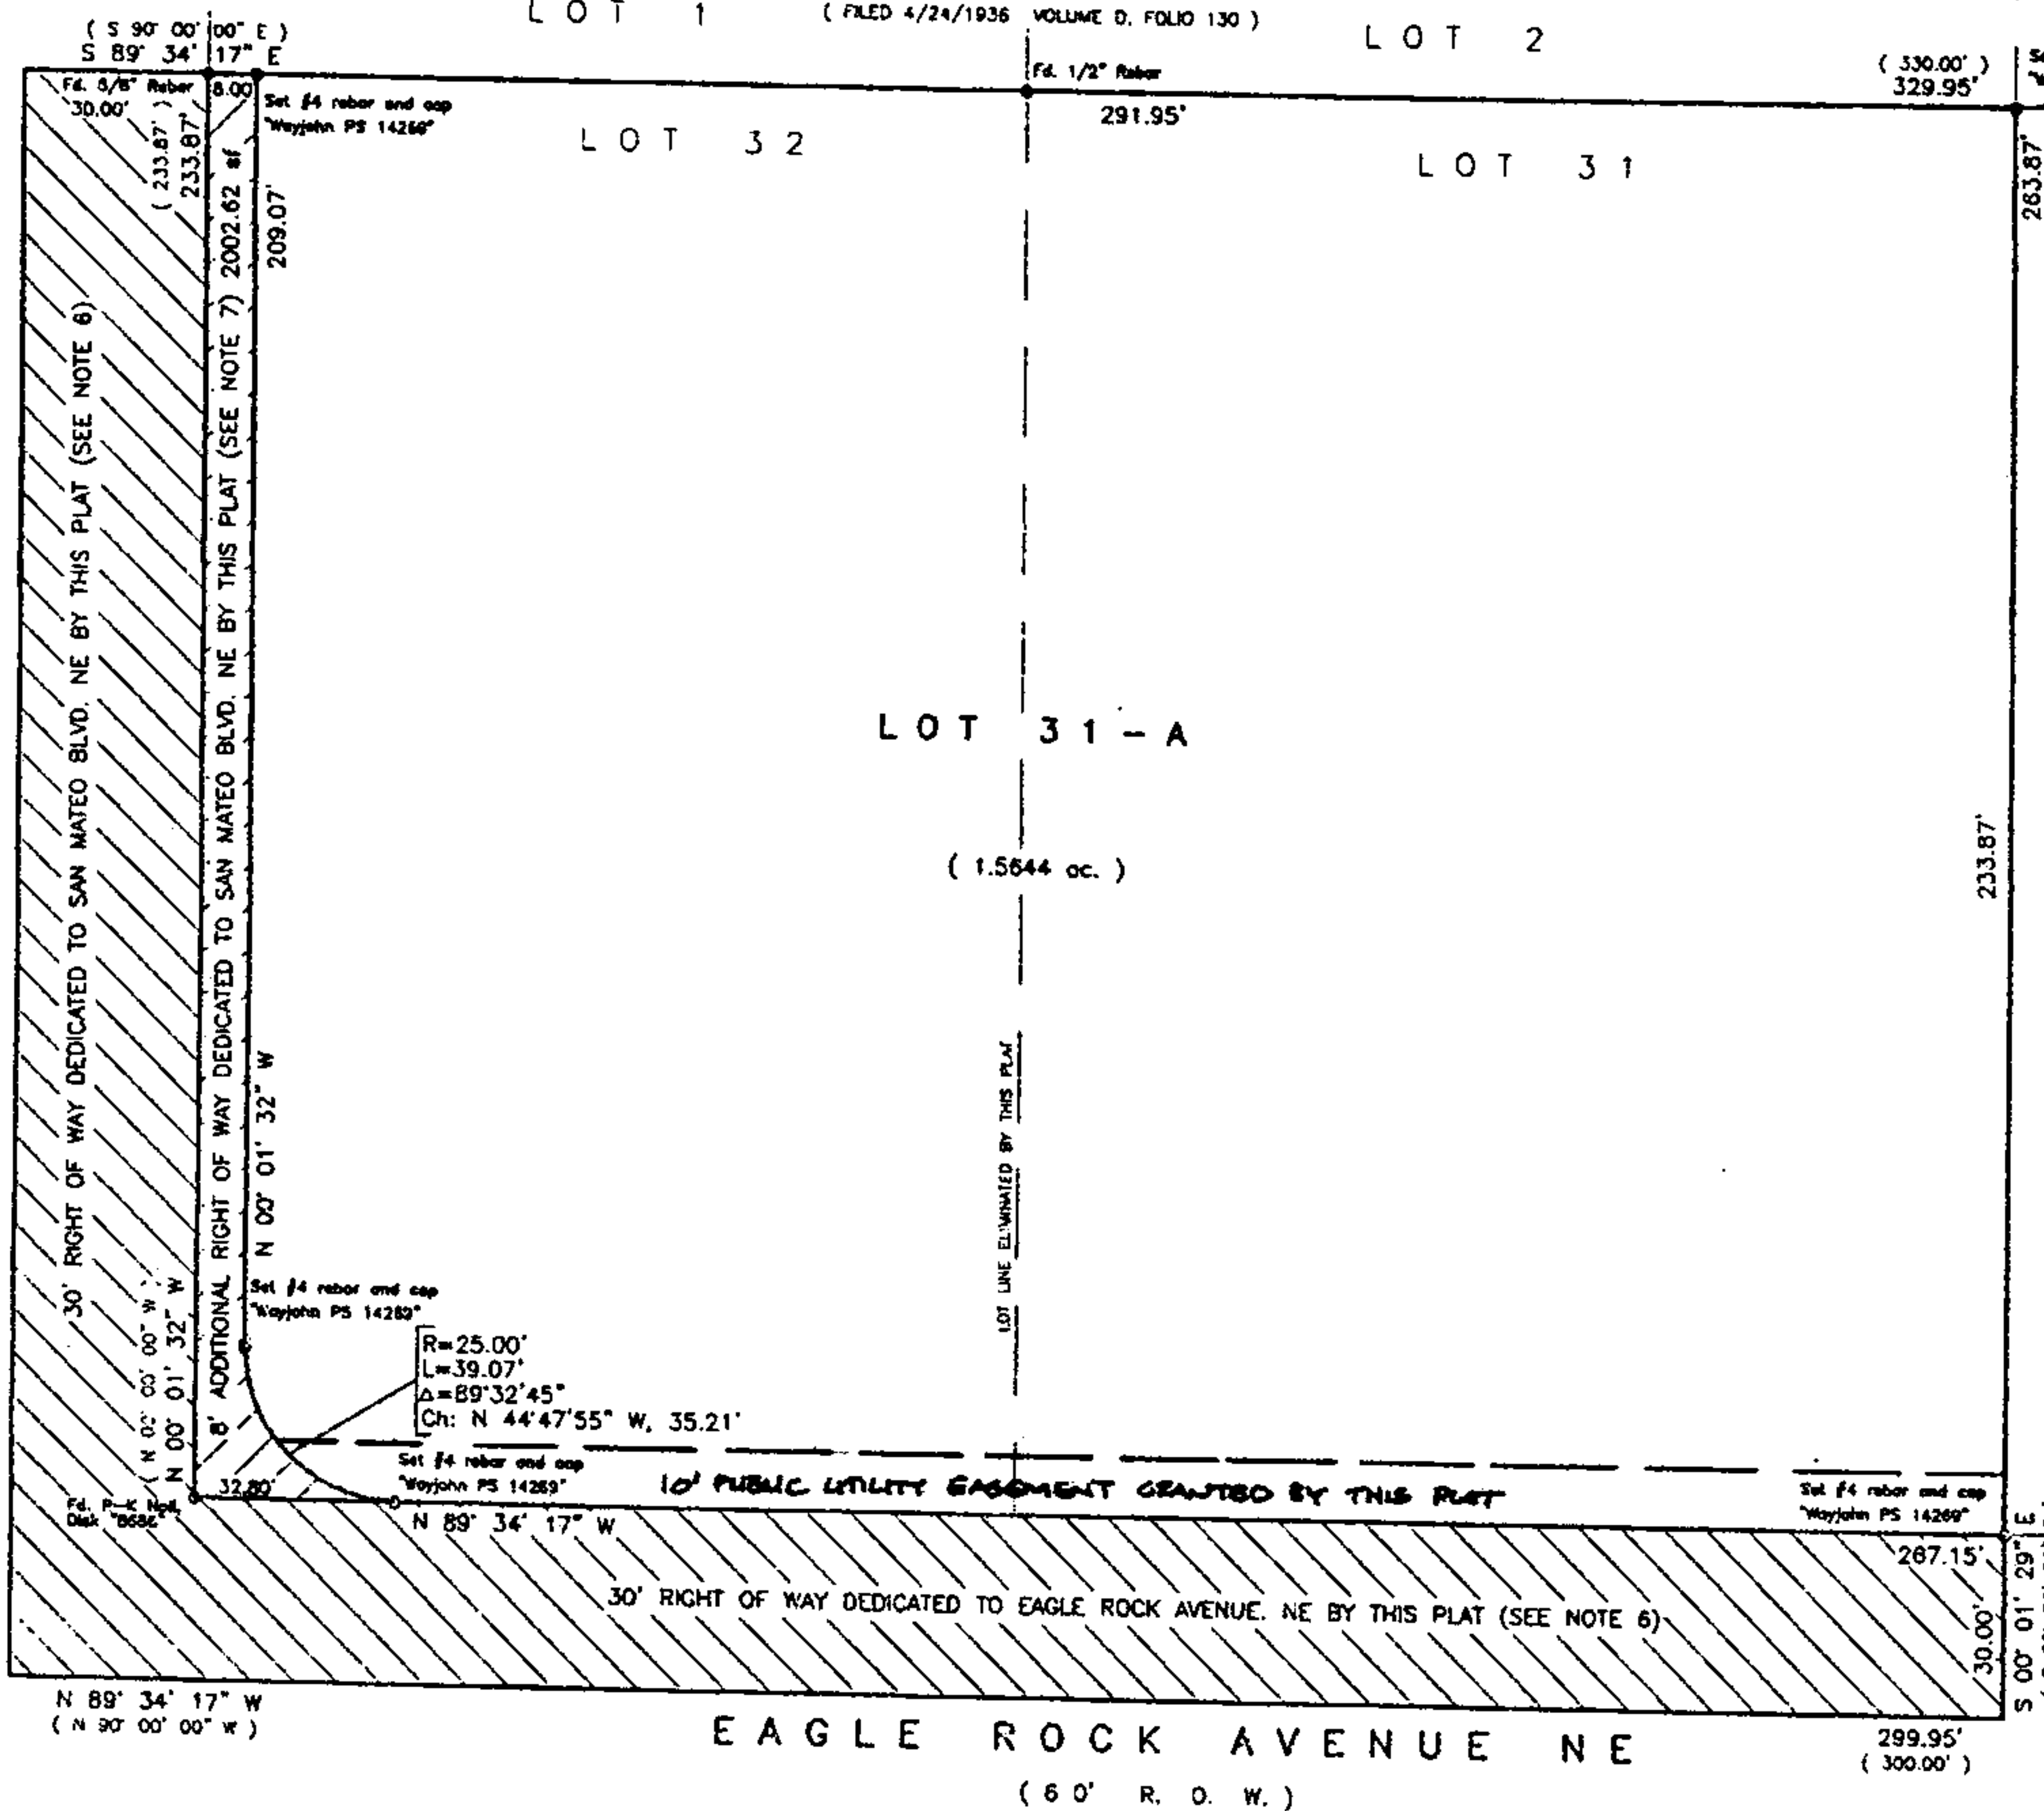 LOT 1
( FILED 4/24/1936 VOLUME D, FOLIO 130 )
LOT 2
( S 90° 00' 00" E )
S 89° 34' 17" E
( 330.00' )
329.95'
Fd. 5/8" Rebar
30.00'
8.00'
Set #4 rebar and cap
"Wayjohn PS 14269"
Fd. 1/2" Rebar
291.95'
LOT 32
LOT 31
( 233.87' )
233.87'
209.07'
263.87'
30' RIGHT OF WAY DEDICATED TO SAN MATEO BLVD. NE BY THIS PLAT (SEE NOTE 6)
8' ADDITIONAL RIGHT OF WAY DEDICATED TO SAN MATEO BLVD. NE BY THIS PLAT (SEE NOTE 7) 2002.62 sf
LOT 31-A
( 1.5644 ac. )
233.87'
N 00° 01' 32" W
LOT LINE ELIMINATED BY THIS PLAT
( N 00° 00' 00" W )
N 00° 01' 32" W
Set #4 rebar and cap
"Wayjohn PS 14269"
R=25.00'
L=39.07'
Δ=89°32'45"
Ch: N 44°47'55" W, 35.21'
Set #4 rebar and cap
"Wayjohn PS 14269"
10' PUBLIC UTILITY EASEMENT GRANTED BY THIS PLAT
Set #4 rebar and cap
"Wayjohn PS 14269"
32.80'
Fd. P-K Nail,
Disk
N 89° 34' 17" W
267.15'
30' RIGHT OF WAY DEDICATED TO EAGLE ROCK AVENUE. NE BY THIS PLAT (SEE NOTE 6)
30.00'
S 00° 01' 29" E
N 89° 34' 17" W
( N 90° 00' 00" W )
EAGLE ROCK AVENUE NE
299.95'
( 300.00' )
( 60' R. O. W. )